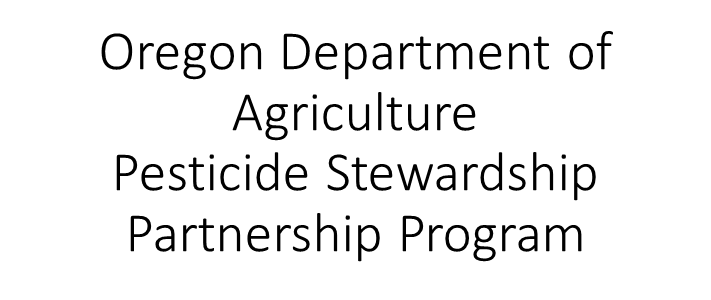 Oregon Department of
Agriculture
Pesticide Stewardship
Partnership Program